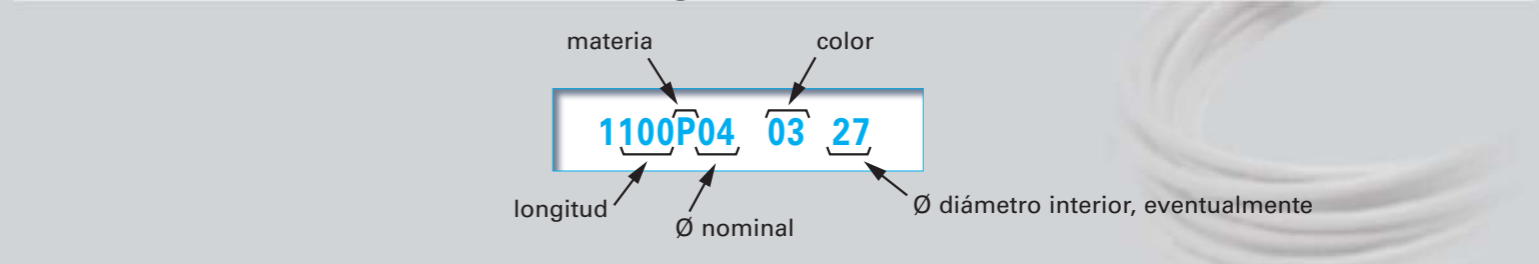 materia color
1100P04 03 27
longitud Ø diámetro interior, eventualmente
Ø nominal